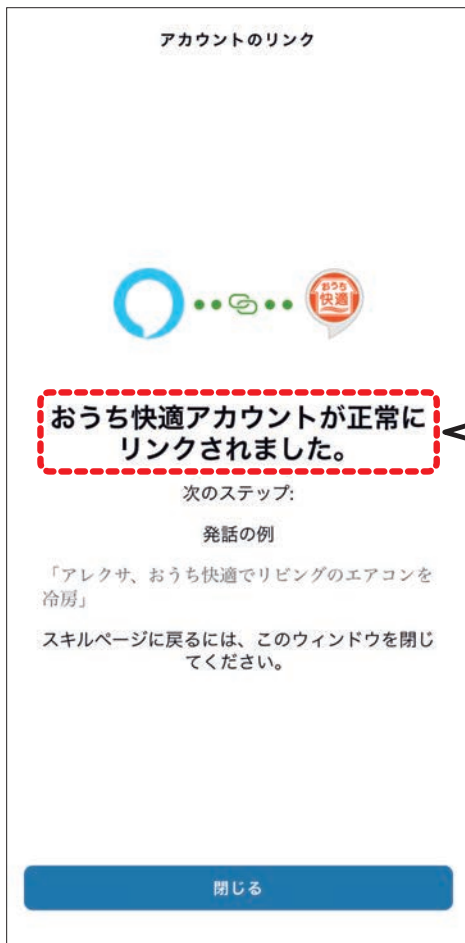 アカウントのリンク
おうち
快適
おうち快適アカウントが正常に
リンクされました。
次のステップ:
発話の例
「アレクサ、おうち快適でリビングのエアコンを
冷房」
スキルページに戻るには、このウィンドウを閉じ
てください。
閉じる